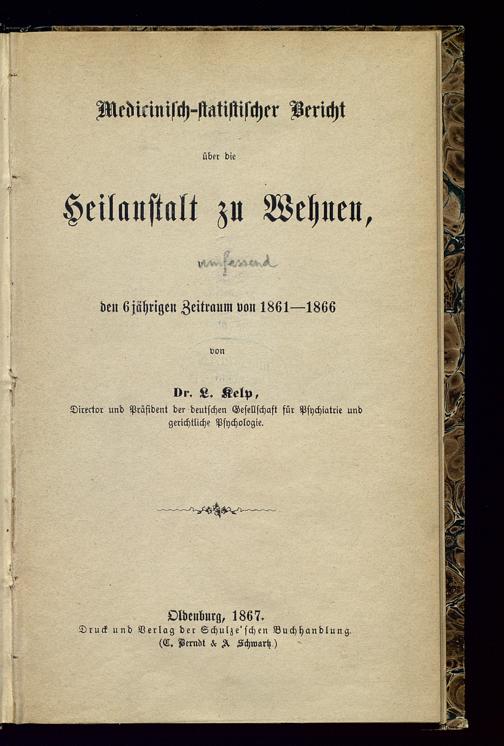 Medicinisch-statistischer Bericht
über die
Heilanstalt zu Wehnen,
umfassend
den 6jährigen Zeitraum von 1861—1866
von
Dr. L. Kelp,
Director und Präsident der deutschen Gesellschaft für Psychiatrie und
gerichtliche Psychologie.
Oldenburg, 1867.
Druck und Verlag der Schulze'schen Buchhandlung.
(C. Berndt & A. Schwartz.)